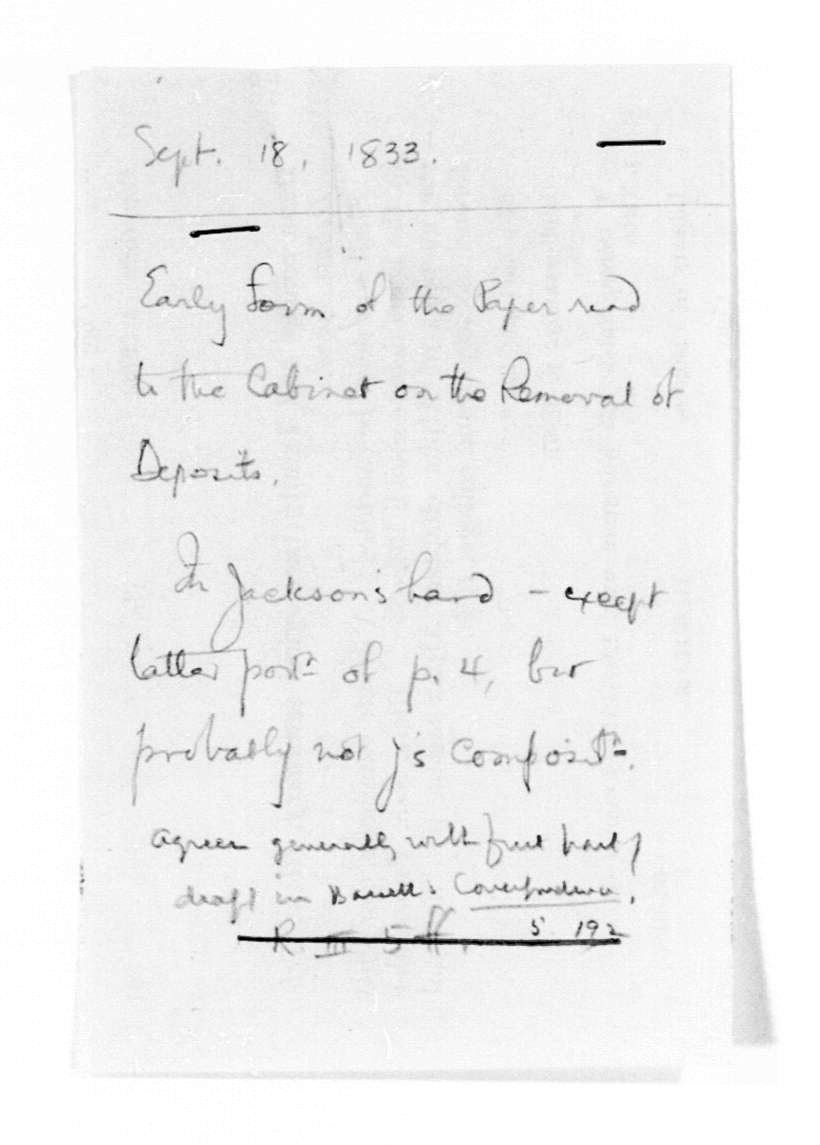 Sept. 18, 1833.
Early form of the Paper read
to the Cabinet on the Removal of
Deposits.
In Jackson's hand – except
latter portn of p. 4, but
probably not J's compositn.
agrees generally with first part of
draft in Bassett: Correspondence,
5 192
R. III 5 ff.